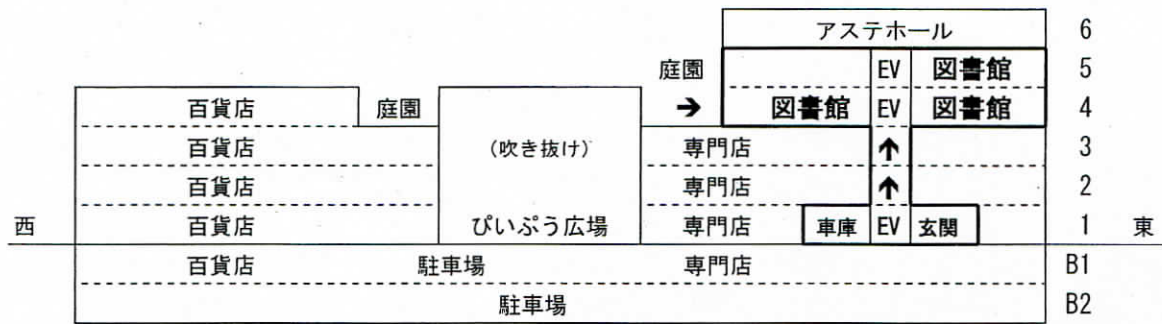 アステホール 6
庭園 EV 図書館 5
百貨店 庭園 → 図書館 EV 図書館 4
百貨店 (吹き抜け) 専門店 ↑ 3
百貨店 専門店 ↑ 2
西 百貨店 ぴいぷう広場 専門店 車庫 EV 玄関 1 東
百貨店 駐車場 専門店 B1
駐車場 B2